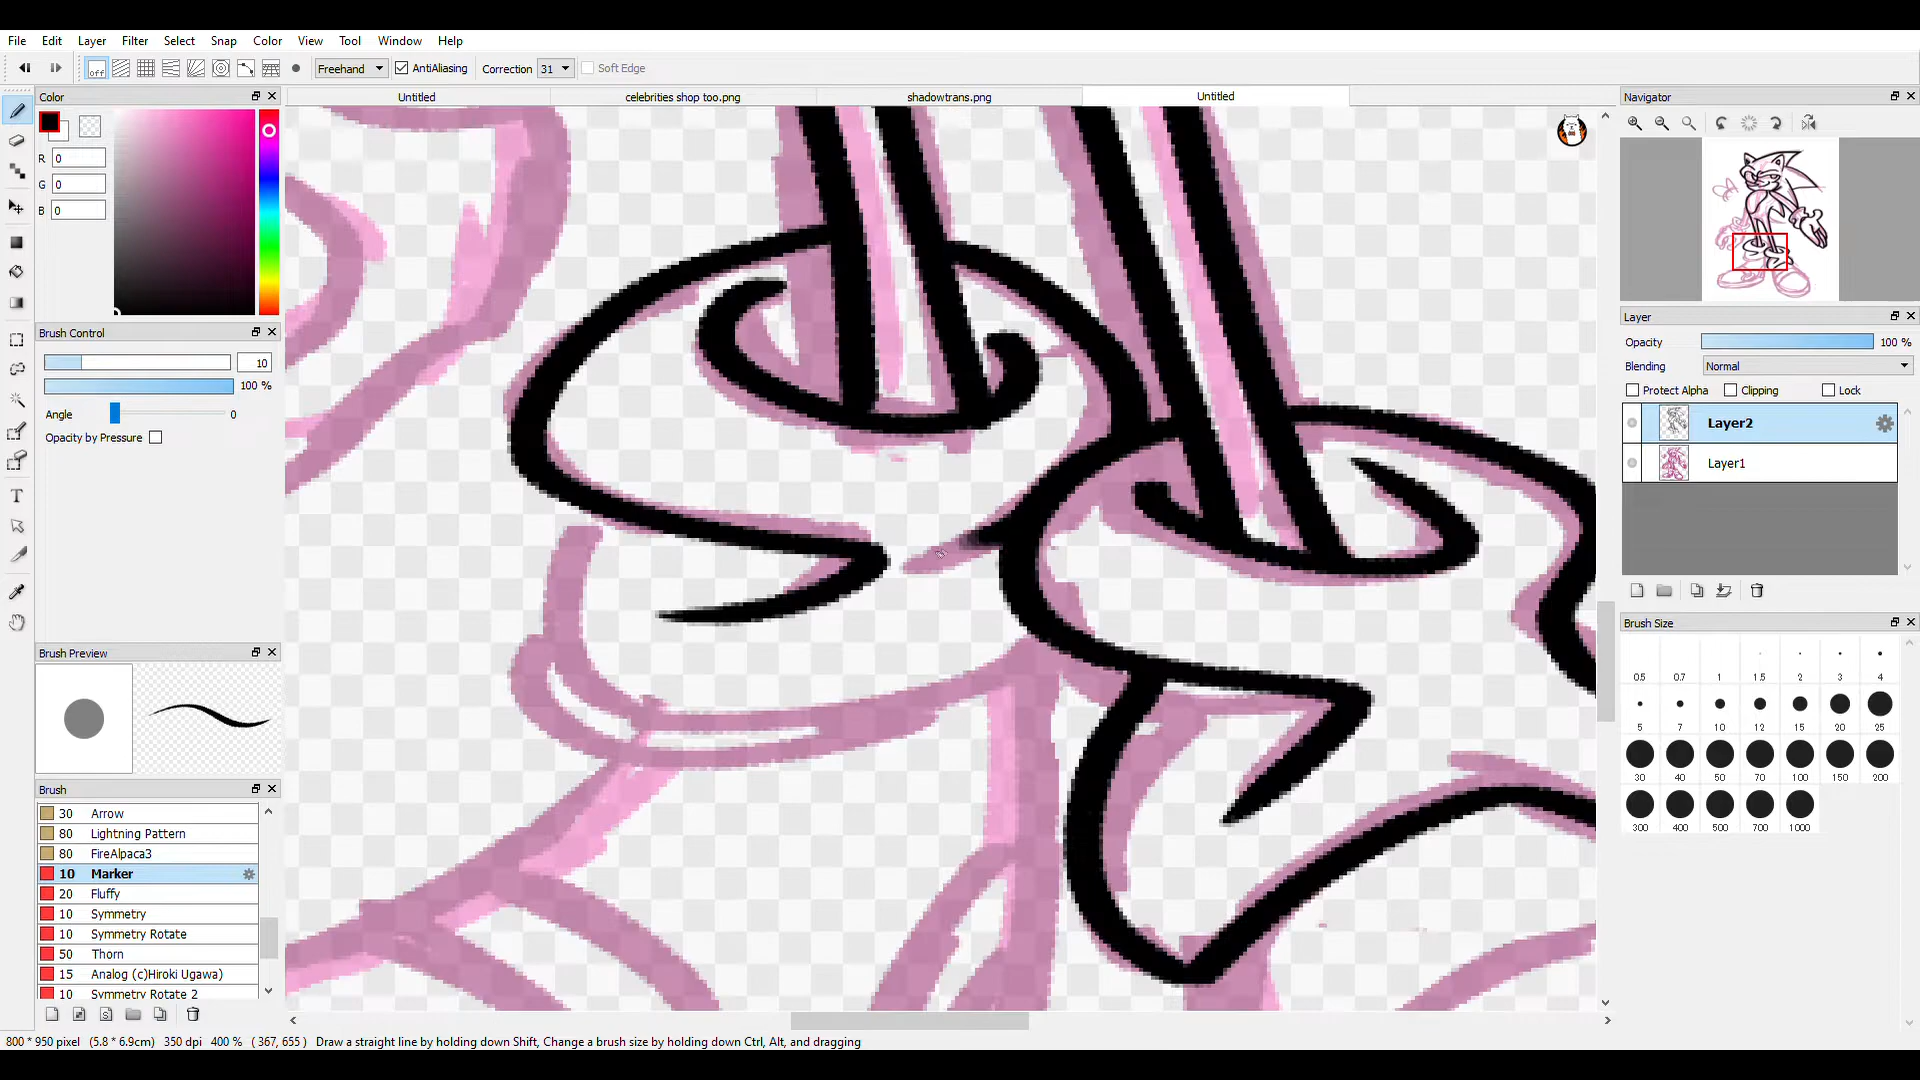 File Edit Layer Filter Select Snap Color View Tool Window Help
off Freehand AntiAliasing Correction 31 Soft Edge
Color
Untitled celebrities shop too.png shadowtrans.png Untitled
Navigator
R 0
G 0
B 0
Brush Control
10
100 %
Angle 0
Opacity by Pressure
Brush Preview
Brush
30 Arrow
80 Lightning Pattern
80 FireAlpaca3
10 Marker
20 Fluffy
10 Symmetry
10 Symmetry Rotate
50 Thorn
15 Analog (c)Hiroki Ugawa)
10 Symmetry Rotate 2
Layer
Opacity 100 %
Blending Normal
Protect Alpha Clipping Lock
Layer2
Layer1
Brush Size
0.5 0.7 1 1.5 2 3 4
5 7 10 12 15 20 25
30 40 50 70 100 150 200
300 400 500 700 1000
T
S
800 * 950 pixel (5.8 * 6.9cm) 350 dpi 400 % ( 367, 655 ) Draw a straight line by holding down Shift, Change a brush size by holding down Ctrl, Alt, and dragging